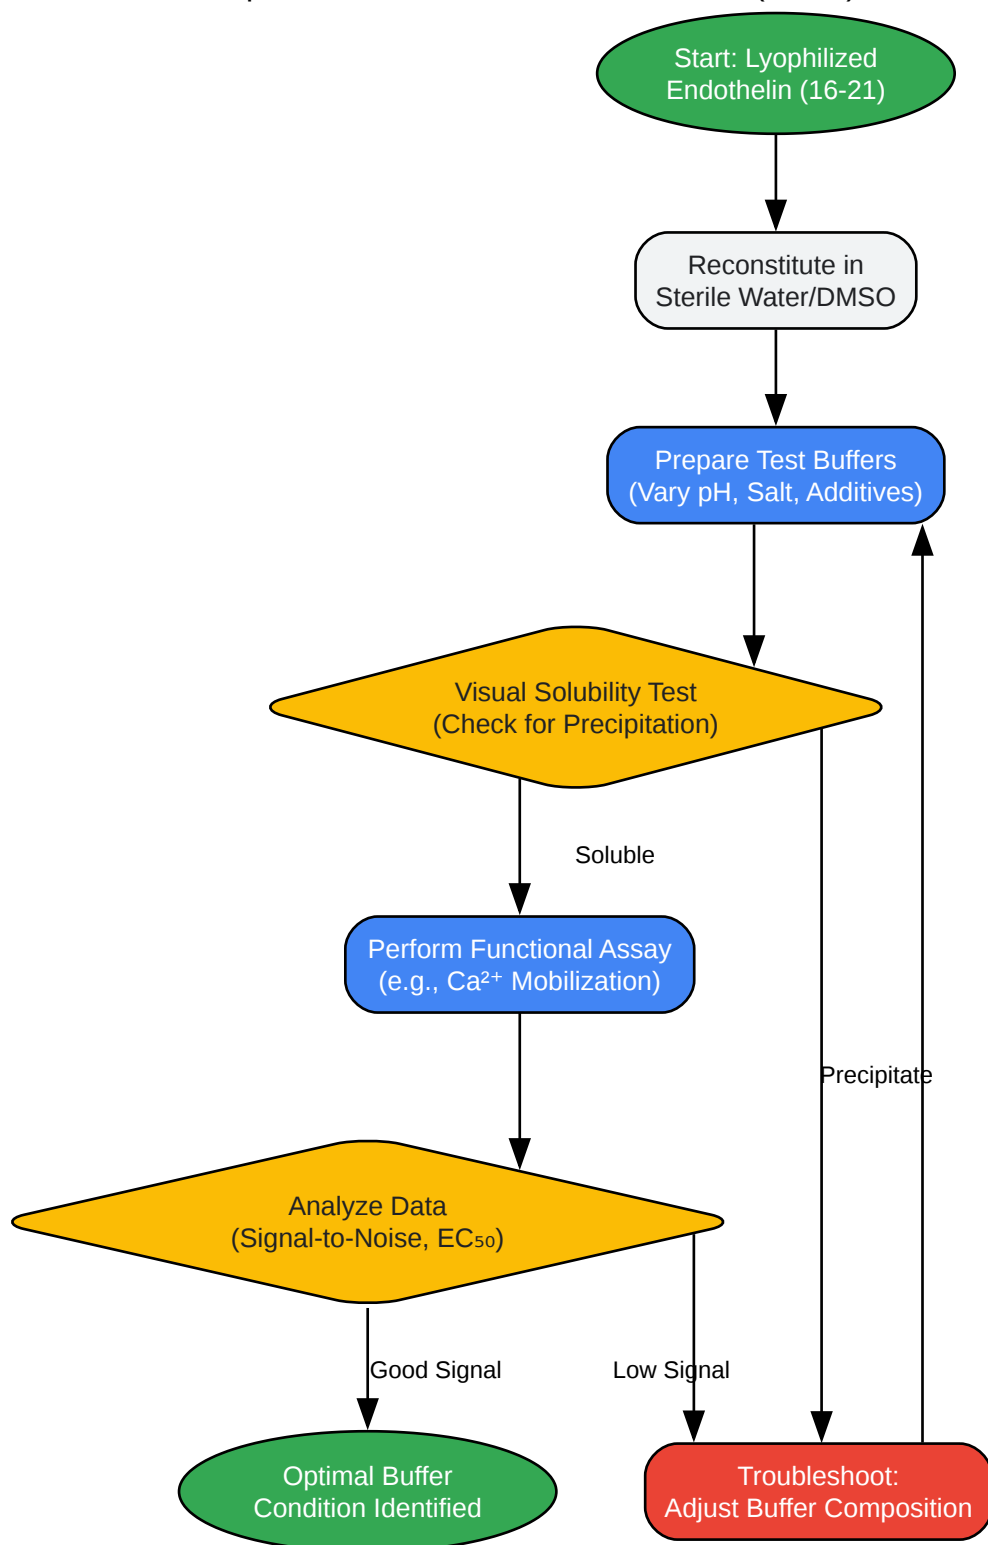 Start: Lyophilized
Endothelin (16-21)
Reconstitute in
Sterile Water/DMSO
Prepare Test Buffers
(Vary pH, Salt, Additives)
Visual Solubility Test
(Check for Precipitation)
Soluble
Perform Functional Assay
(e.g., Ca²⁺ Mobilization)
Precipitate
Analyze Data
(Signal-to-Noise, EC₅₀)
Good Signal
Low Signal
Optimal Buffer
Condition Identified
Troubleshoot:
Adjust Buffer Composition